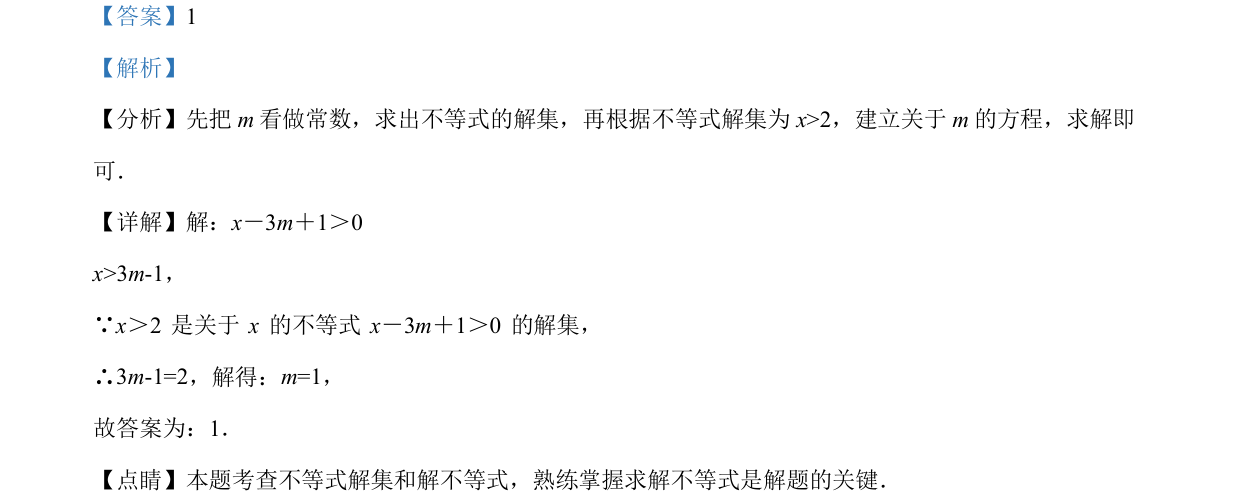 【答案】1
【解析】
【分析】先把 m 看做常数，求出不等式的解集，再根据不等式解集为 x>2，建立关于 m 的方程，求解即
可．
【详解】解：x－3m＋1＞0
x>3m-1，
∵x＞2 是关于 x 的不等式 x－3m＋1＞0 的解集，
∴3m-1=2，解得：m=1，
故答案为：1．
【点睛】本题考查不等式解集和解不等式，熟练掌握求解不等式是解题的关键．